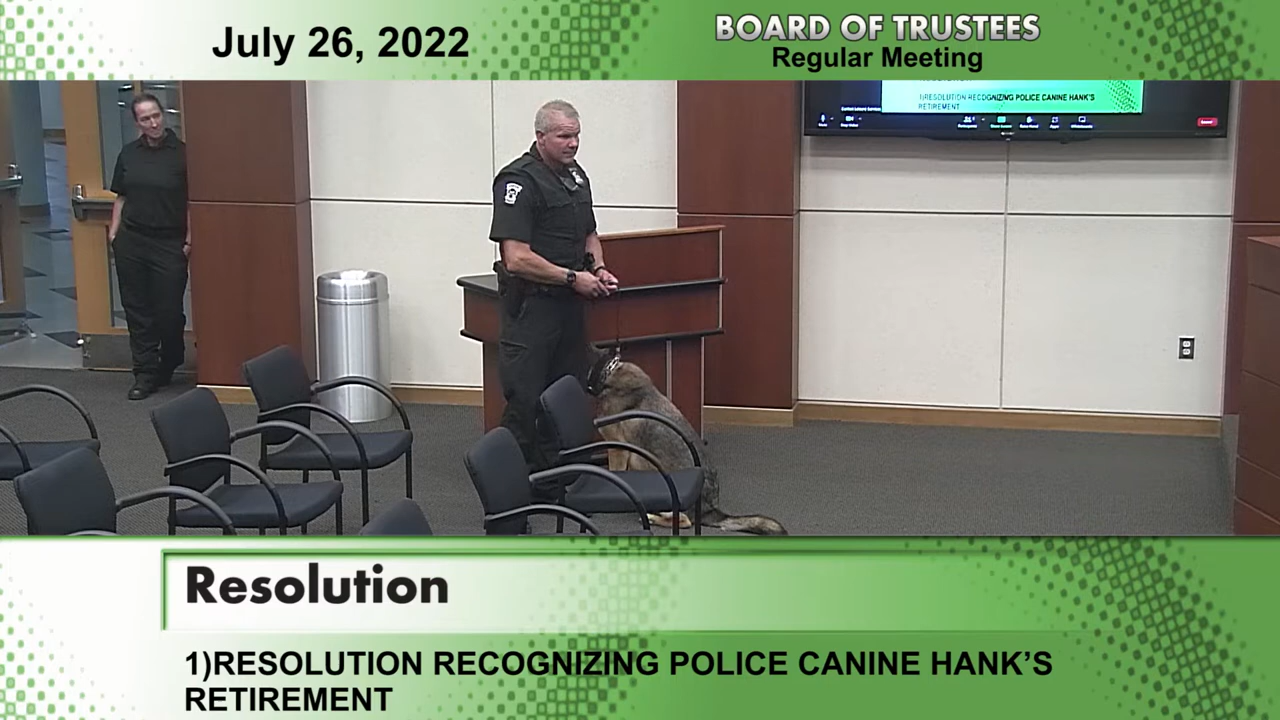 July 26, 2022
BOARD OF TRUSTEES
Regular Meeting
1)RESOLUTION RECOGNIZING POLICE CANINE HANK'S
RETIREMENT
Resolution
1)RESOLUTION RECOGNIZING POLICE CANINE HANK’S
RETIREMENT